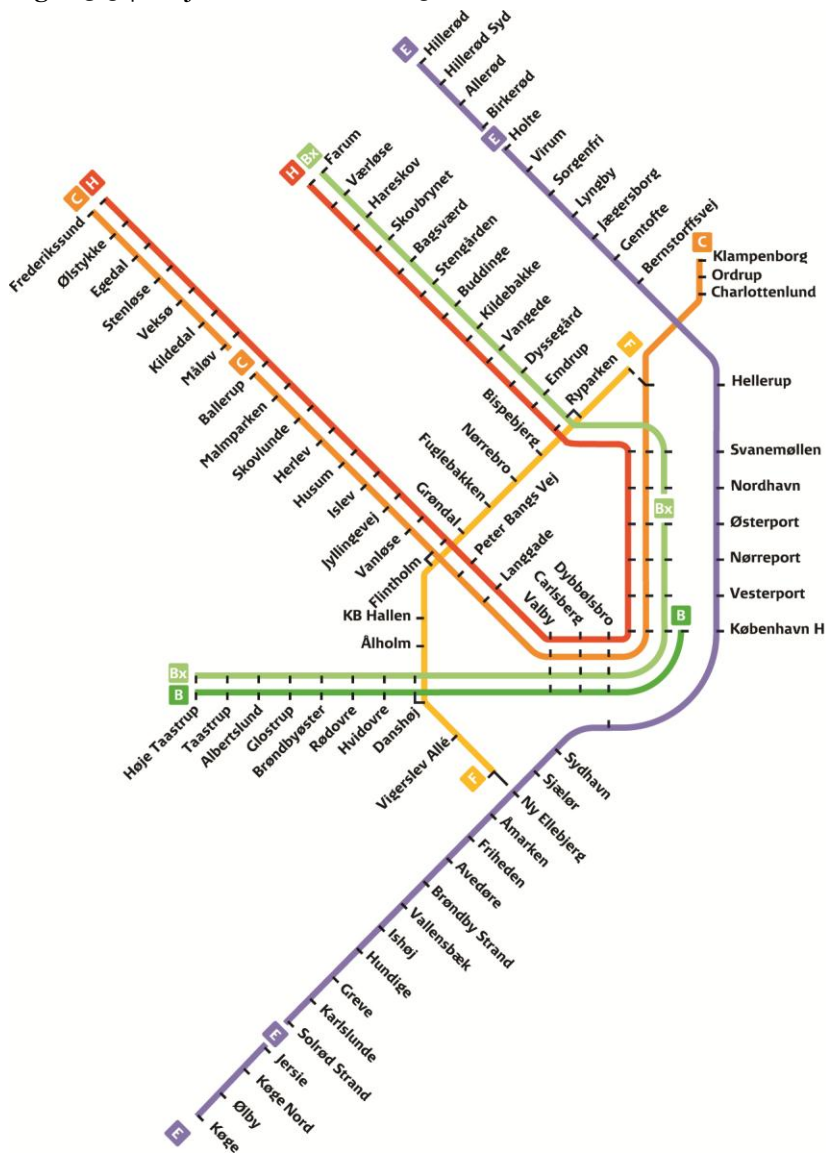 E
Hillerød
Hillerød Syd
Allerød
Birkerød
E
Holte
Virum
Sorgenfri
Lyngby
Jægersborg
Gentofte
Bernstorffsvej
C
Klampenborg
Ordrup
Charlottenlund
H
Bx
Farum
Værløse
Hareskov
Skovbrynet
Bagsværd
Stengården
Buddinge
Kildebakke
Vangede
Dyssegård
Emdrup
Ryparken
F
Bispebjerg
Nørrebro
Fuglebakken
Grøndal
C
H
Frederikssund
Ølstykke
Egedal
Stenløse
Veksø
Kildedal
Måløv
C
Ballerup
Malmparken
Skovlunde
Herlev
Husum
Islev
Jyllingevej
Vanløse
Flintholm
Peter Bangs Vej
Langgade
Valby
Carlsberg
Dybbølsbro
Hellerup
Svanemøllen
Nordhavn
Bx
Østerport
Nørreport
Vesterport
B
København H
KB Hallen
Ålholm
Bx
B
Høje Taastrup
Taastrup
Albertslund
Glostrup
Brøndbyøster
Rødovre
Hvidovre
Danshøj
Vigerslev Allé
F
Sydhavn
Sjælør
Ny Ellebjerg
Åmarken
Friheden
Avedøre
Brøndby Strand
Vallensbæk
Ishøj
Hundige
Greve
Karlslunde
E
Solrød Strand
Jersie
Køge Nord
Ølby
E
Køge